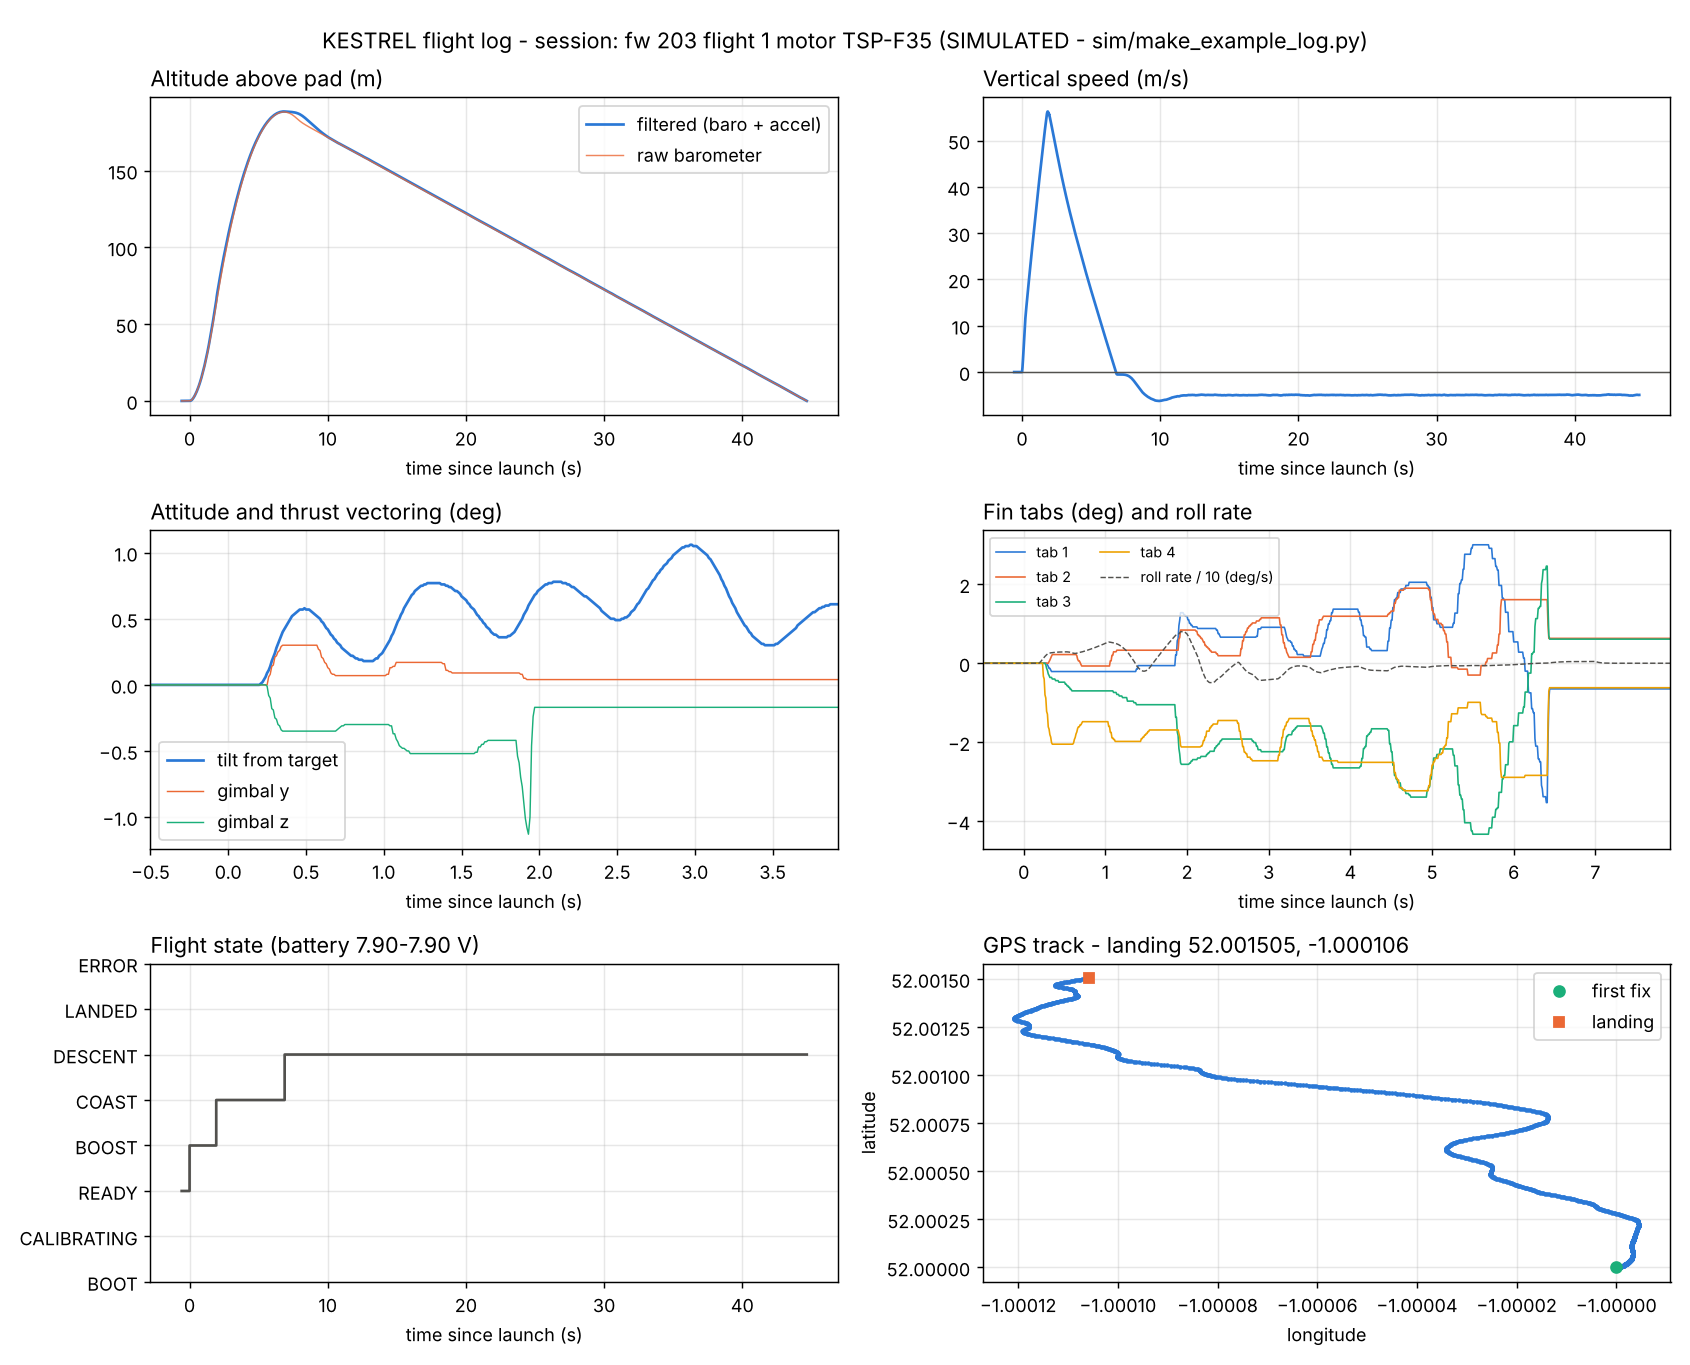 KESTREL flight log - session: fw 203 flight 1 motor TSP-F35 (SIMULATED - sim/make_example_log.py)
Altitude above pad (m)
filtered (baro + accel)
raw barometer
150
100
50
0
0 10 20 30 40
time since launch (s)
Vertical speed (m/s)
50
40
30
20
10
0
0 10 20 30 40
time since launch (s)
Attitude and thrust vectoring (deg)
1.0
0.5
0.0
−0.5
−1.0
tilt from target
gimbal y
gimbal z
−0.5 0.0 0.5 1.0 1.5 2.0 2.5 3.0 3.5
time since launch (s)
Fin tabs (deg) and roll rate
tab 1 tab 4
tab 2 roll rate / 10 (deg/s)
tab 3
2
0
−2
−4
0 1 2 3 4 5 6 7
time since launch (s)
Flight state (battery 7.90-7.90 V)
ERROR
LANDED
DESCENT
COAST
BOOST
READY
CALIBRATING
BOOT
0 10 20 30 40
time since launch (s)
GPS track - landing 52.001505, -1.000106
first fix
landing
52.00150
52.00125
52.00100
52.00075
52.00050
52.00025
52.00000
latitude
−1.00012 −1.00010 −1.00008 −1.00006 −1.00004 −1.00002 −1.00000
longitude